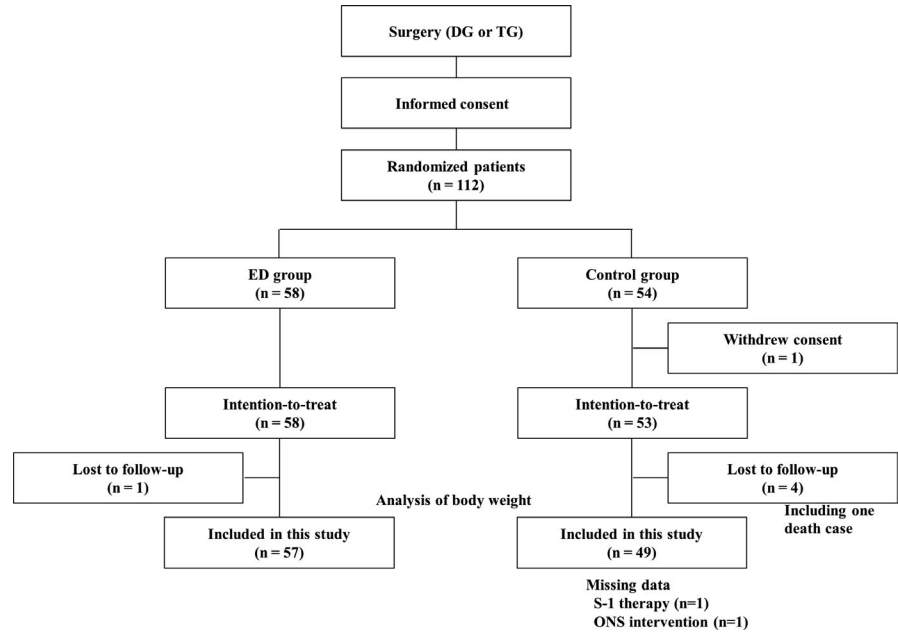 Surgery (DG or TG)
Informed consent
Randomized patients
(n = 112)
ED group
(n = 58)
Control group
(n = 54)
Withdrew consent
(n = 1)
Intention-to-treat
(n = 58)
Intention-to-treat
(n = 53)
Lost to follow-up
(n = 1)
Lost to follow-up
(n = 4)
Including one
death case
Analysis of body weight
Included in this study
(n = 57)
Included in this study
(n = 49)
Missing data
S-1 therapy (n=1)
ONS intervention (n=1)